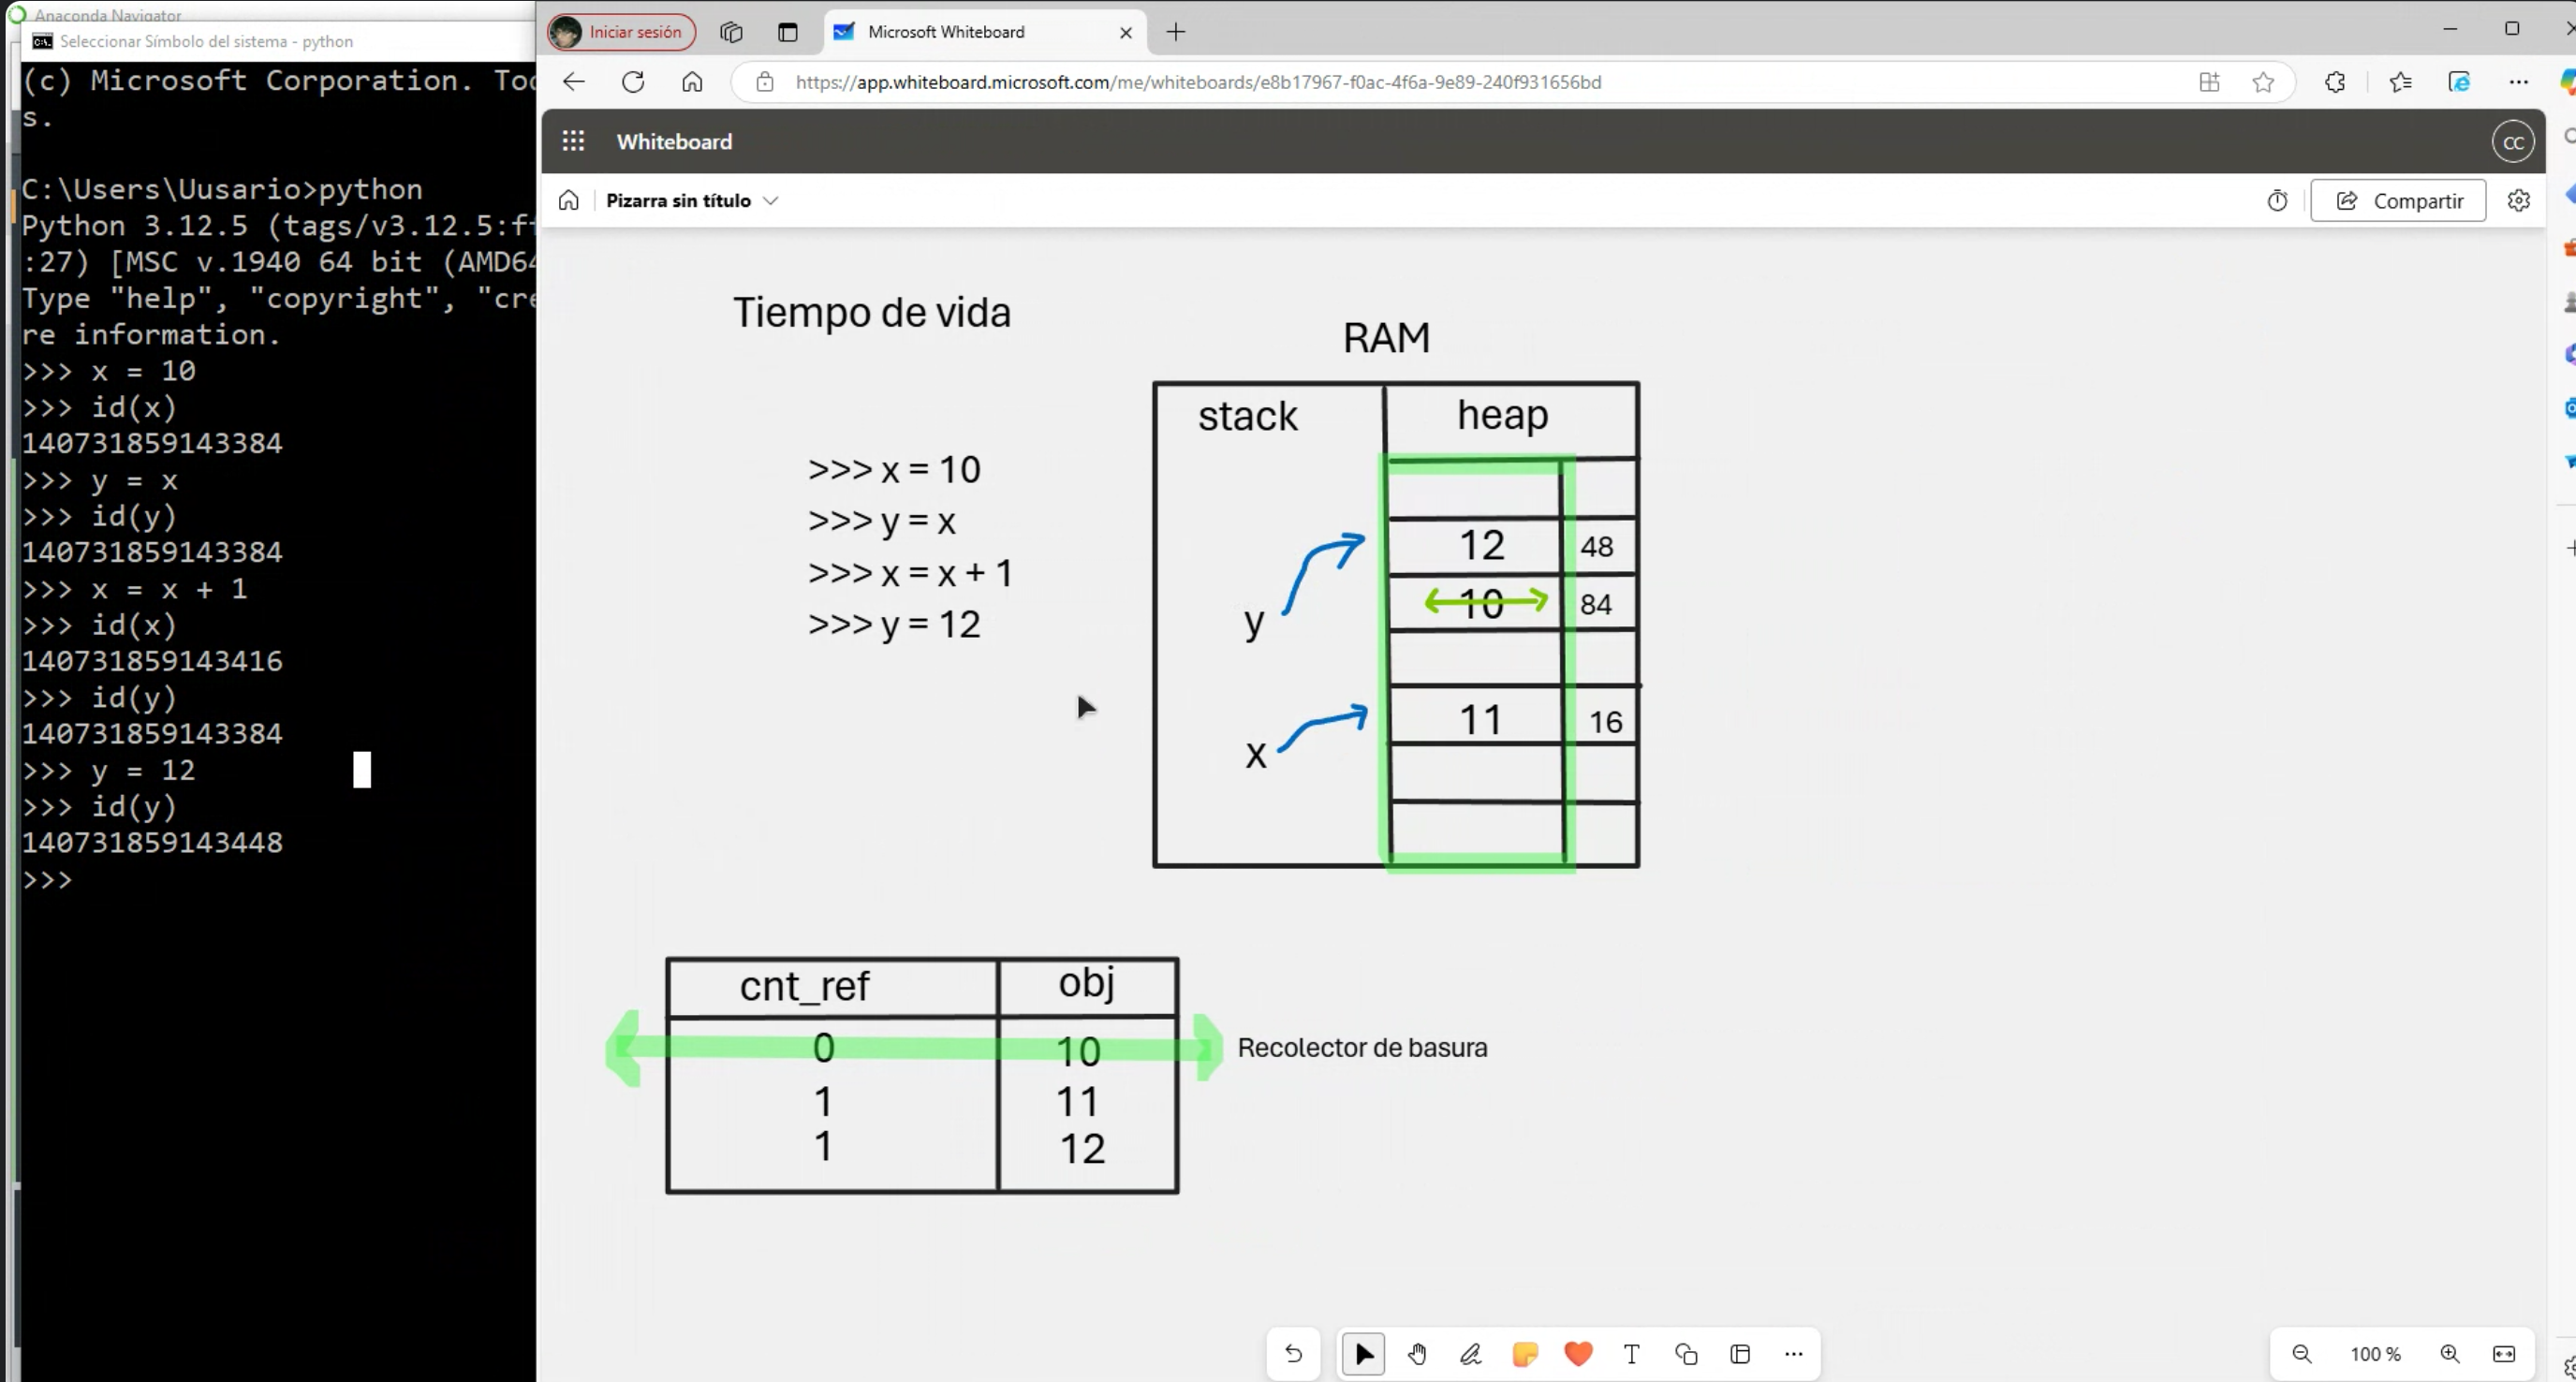 Anaconda Navigator
Seleccionar Símbolo del sistema - python
(c) Microsoft Corporation. Too
s.
C:\Users\Uusario>python
Python 3.12.5 (tags/v3.12.5:ff
:27) [MSC v.1940 64 bit (AMD64
Type "help", "copyright", "cre
re information.
>>> x = 10
>>> id(x)
140731859143384
>>> y = x
>>> id(y)
140731859143384
>>> x = x + 1
>>> id(x)
140731859143416
>>> id(y)
140731859143384
>>> y = 12
>>> id(y)
140731859143448
>>>
Iniciar sesión
Microsoft Whiteboard
https://app.whiteboard.microsoft.com/me/whiteboards/e8b17967-f0ac-4f6a-9e89-240f931656bd
Whiteboard
CC
Pizarra sin título
Compartir
Tiempo de vida
>>> x = 10
>>> y = x
>>> x = x + 1
>>> y = 12
RAM
stack heap
12 48
10 84
y
11 16
x
cnt_ref obj
0 10
1 11
1 12
Recolector de basura
100 %